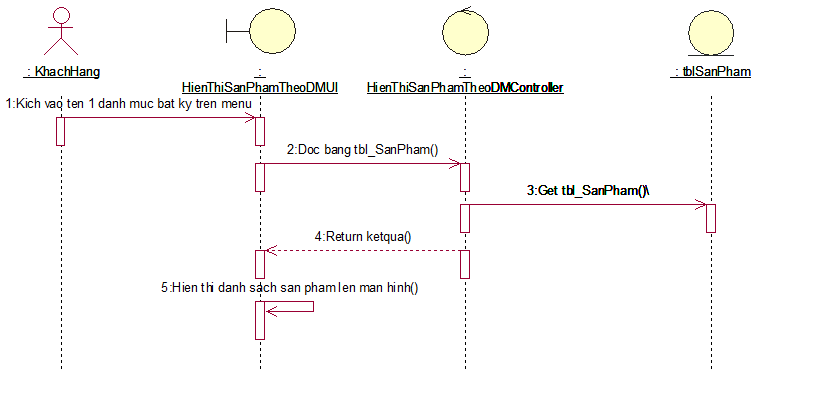 : KhachHang
:
HienThiSanPhamTheoDMUI
:
HienThiSanPhamTheoDMController
: tblSanPham
1:Kich vao ten 1 danh muc bat ky tren menu
2:Doc bang tbl_SanPham()
3:Get tbl_SanPham()\
4:Return ketqua()
5:Hien thi danh sach san pham len man hinh()